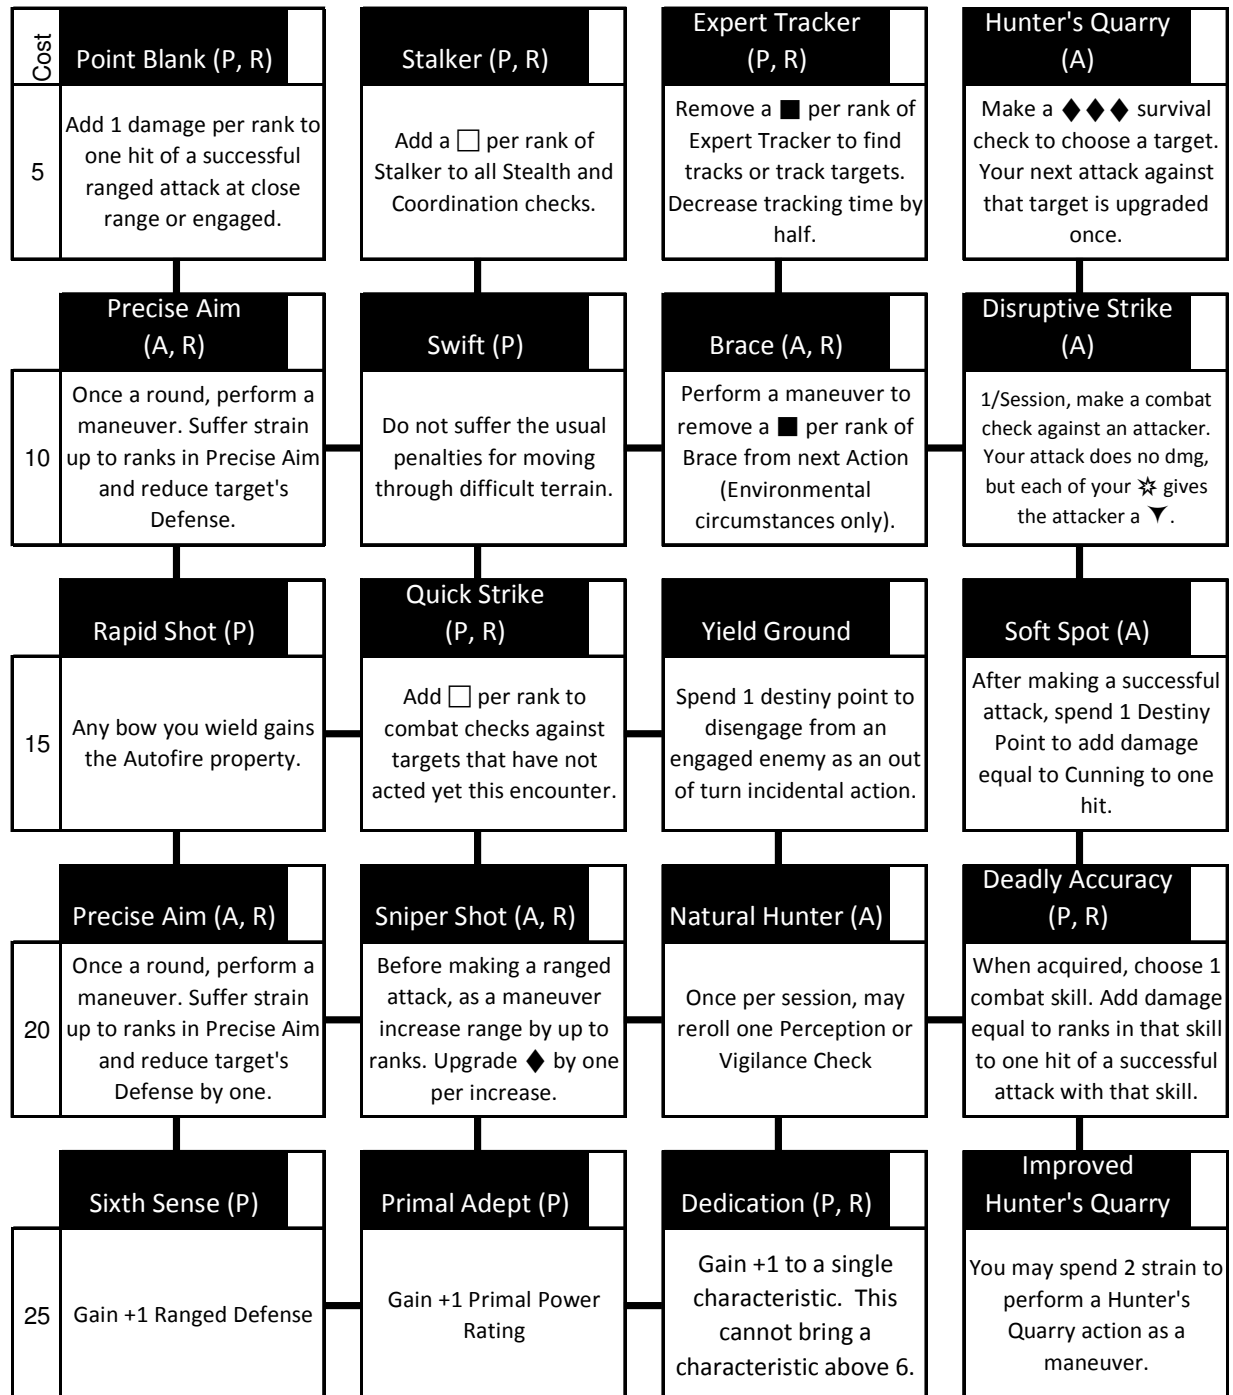 Cost
Point Blank (P, R)
Stalker (P, R)
Expert Tracker
(P, R)
Hunter's Quarry
(A)
5
Add 1 damage per rank to
one hit of a successful
ranged attack at close
range or engaged.
Add a □ per rank of
Stalker to all Stealth and
Coordination checks.
Remove a ■ per rank of
Expert Tracker to find
tracks or track targets.
Decrease tracking time by
half.
Make a ♦♦♦ survival
check to choose a target.
Your next attack against
that target is upgraded
once.
Precise Aim
(A, R)
Swift (P)
Brace (A, R)
Disruptive Strike
(A)
10
Once a round, perform a
maneuver. Suffer strain
up to ranks in Precise Aim
and reduce target's
Defense.
Do not suffer the usual
penalties for moving
through difficult terrain.
Perform a maneuver to
remove a ■ per rank of
Brace from next Action
(Environmental
circumstances only).
1/Session, make a combat
check against an attacker.
Your attack does no dmg,
but each of your ✲ gives
the attacker a ▼.
Rapid Shot (P)
Quick Strike
(P, R)
Yield Ground
Soft Spot (A)
15
Any bow you wield gains
the Autofire property.
Add □ per rank to
combat checks against
targets that have not
acted yet this encounter.
Spend 1 destiny point to
disengage from an
engaged enemy as an out
of turn incidental action.
After making a successful
attack, spend 1 Destiny
Point to add damage
equal to Cunning to one
hit.
Precise Aim (A, R)
Sniper Shot (A, R)
Natural Hunter (A)
Deadly Accuracy
(P, R)
20
Once a round, perform a
maneuver. Suffer strain
up to ranks in Precise Aim
and reduce target's
Defense by one.
Before making a ranged
attack, as a maneuver
increase range by up to
ranks. Upgrade ♦ by one
per increase.
Once per session, may
reroll one Perception or
Vigilance Check
When acquired, choose 1
combat skill. Add damage
equal to ranks in that skill
to one hit of a successful
attack with that skill.
Sixth Sense (P)
Primal Adept (P)
Dedication (P, R)
Improved
Hunter's Quarry
25
Gain +1 Ranged Defense
Gain +1 Primal Power
Rating
Gain +1 to a single
characteristic. This
cannot bring a
characteristic above 6.
You may spend 2 strain to
perform a Hunter's
Quarry action as a
maneuver.